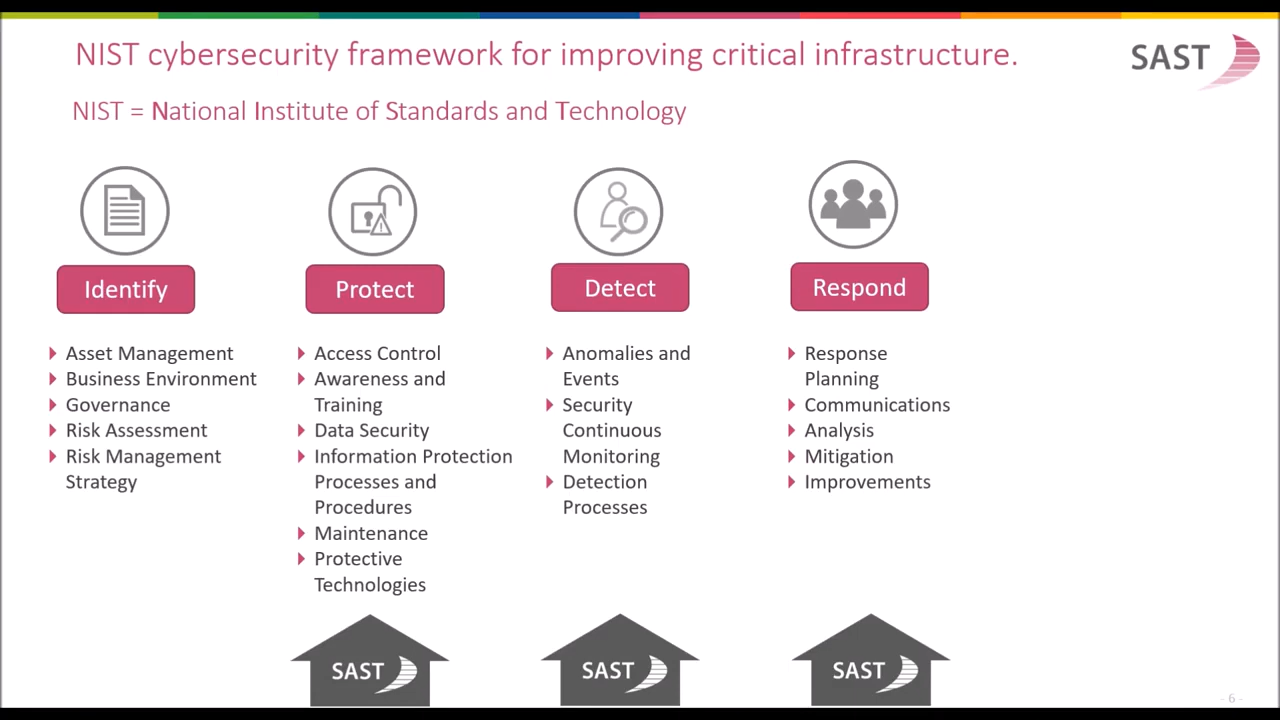 NIST cybersecurity framework for improving critical infrastructure.
SAST
NIST = National Institute of Standards and Technology
Identify
Asset Management
Business Environment
Governance
Risk Assessment
Risk Management
Strategy
Protect
Access Control
Awareness and
Training
Data Security
Information Protection
Processes and
Procedures
Maintenance
Protective
Technologies
Detect
Anomalies and
Events
Security
Continuous
Monitoring
Detection
Processes
Respond
Response
Planning
Communications
Analysis
Mitigation
Improvements
SAST
SAST
SAST
- 6 -